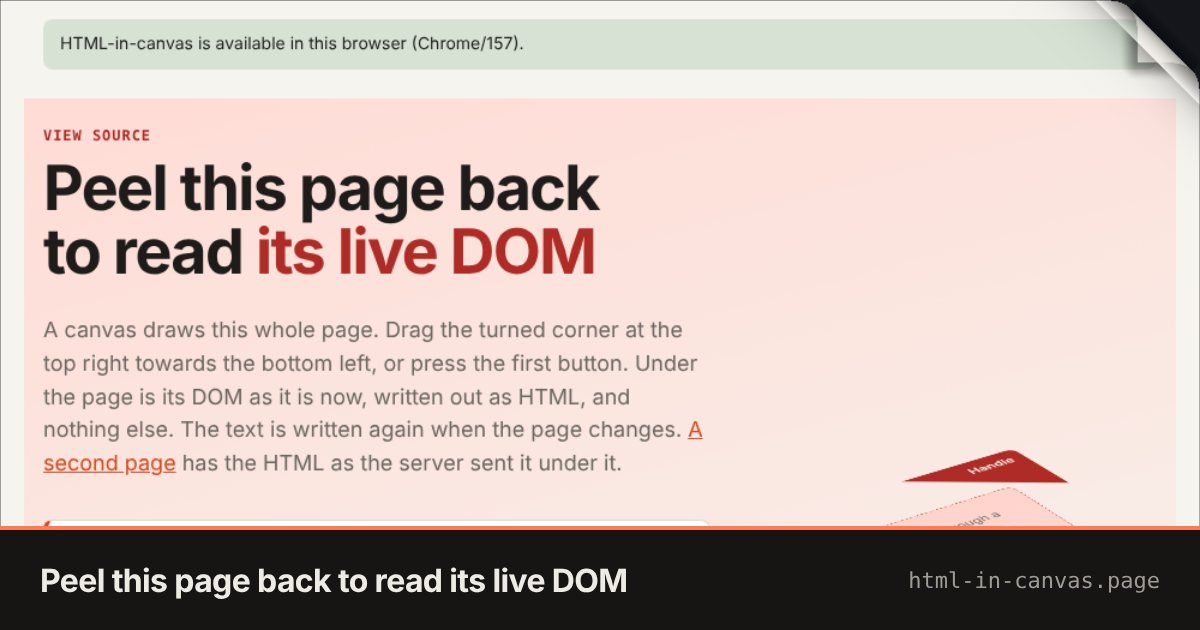 HTML-in-canvas is available in this browser (Chrome/157).
VIEW SOURCE
Peel this page back
to read its live DOM
A canvas draws this whole page. Drag the turned corner at the
top right towards the bottom left, or press the first button. Under
the page is its DOM as it is now, written out as HTML, and
nothing else. The text is written again when the page changes. A
second page has the HTML as the server sent it under it.
Handle
Peel this page back to read its live DOM
html-in-canvas.page